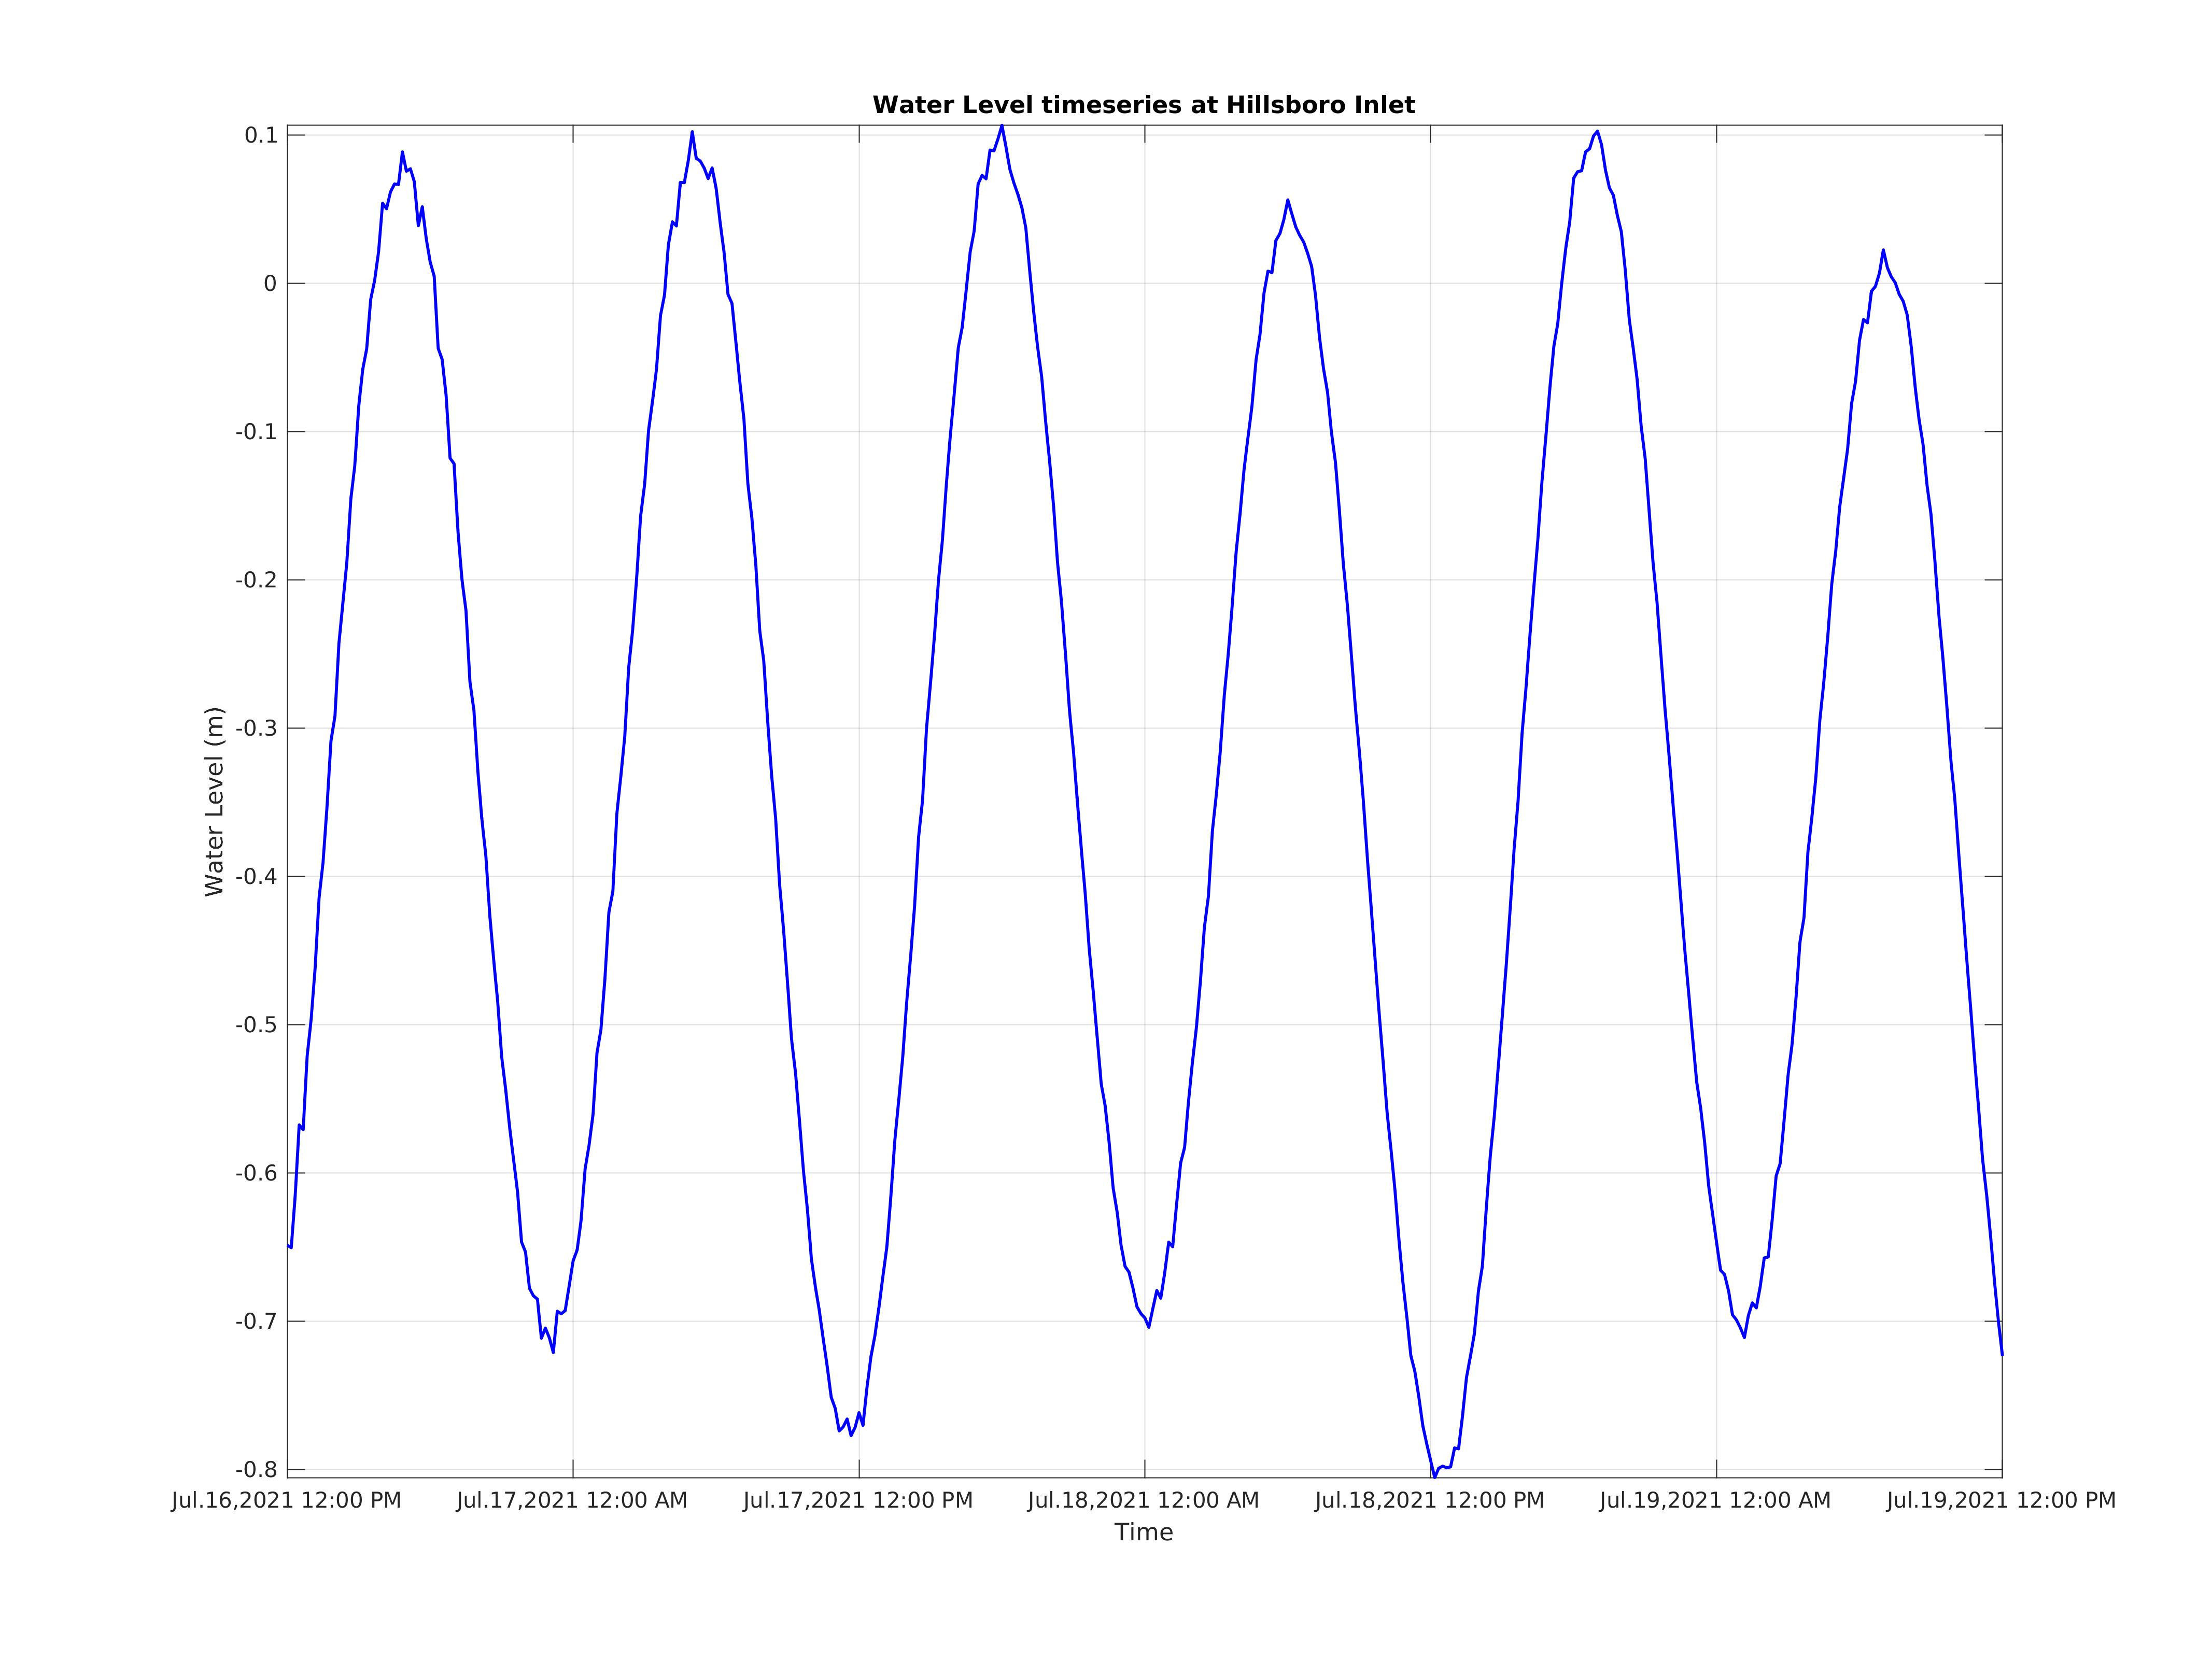 Water Level timeseries at Hillsboro Inlet
0.1
0
-0.1
-0.2
-0.3
-0.4
-0.5
-0.6
-0.7
-0.8
Water Level (m)
Jul.16,2021 12:00 PM
Jul.17,2021 12:00 AM
Jul.17,2021 12:00 PM
Jul.18,2021 12:00 AM
Jul.18,2021 12:00 PM
Jul.19,2021 12:00 AM
Jul.19,2021 12:00 PM
Time